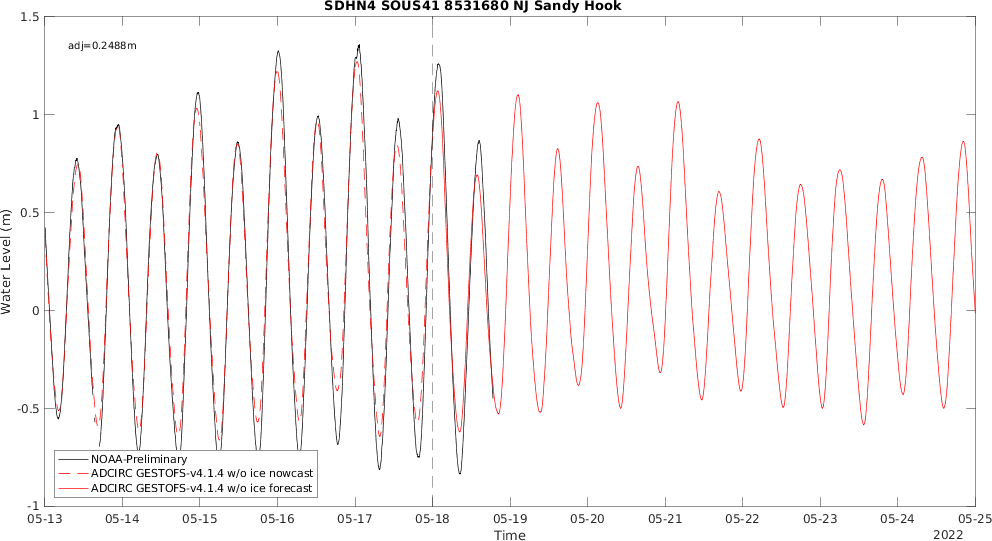 SDHN4 SOUS41 8531680 NJ Sandy Hook
adj=0.2488m
1.5
1
0.5
0
-0.5
-1
Water Level (m)
NOAA-Preliminary
ADCIRC GESTOFS-v4.1.4 w/o ice nowcast
ADCIRC GESTOFS-v4.1.4 w/o ice forecast
05-13 05-14 05-15 05-16 05-17 05-18 05-19 05-20 05-21 05-22 05-23 05-24 05-25
Time
2022